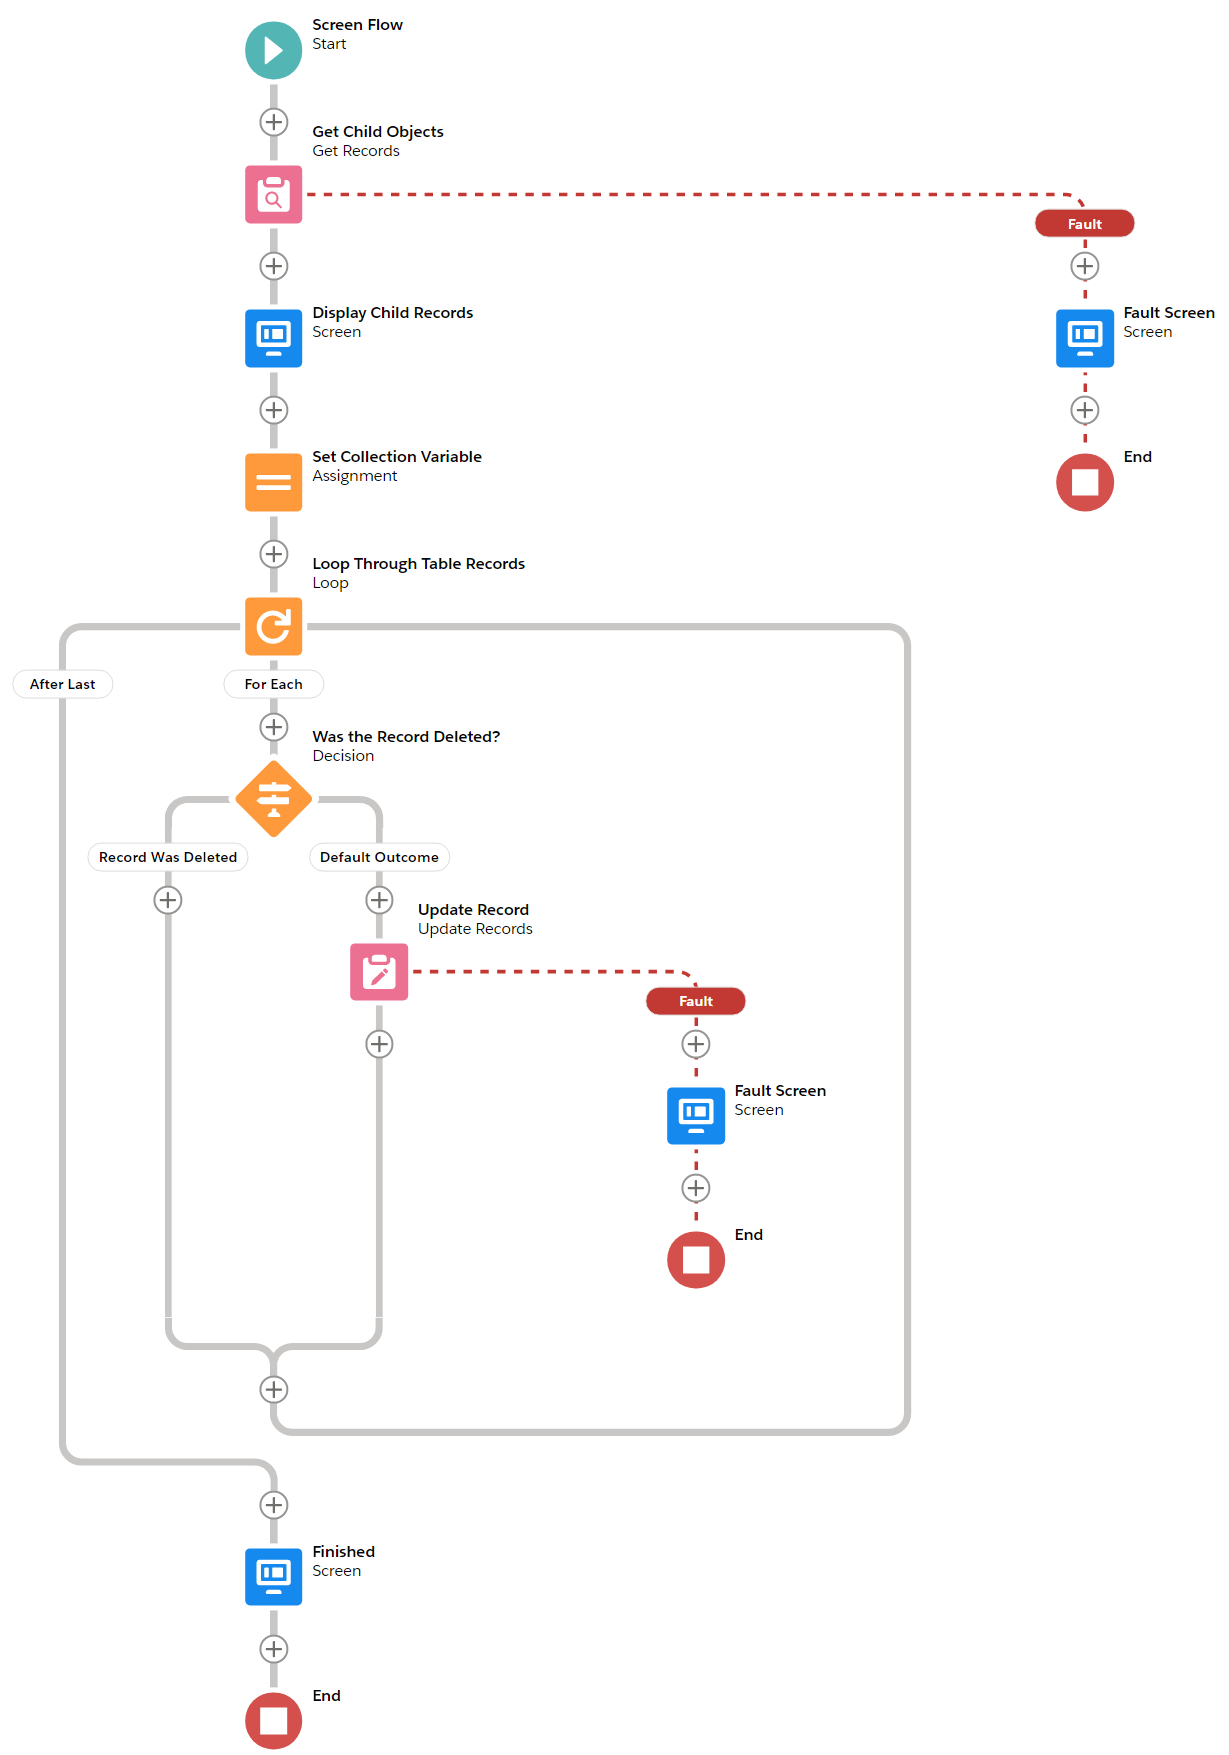 Screen Flow
Start
Get Child Objects
Get Records
Fault
Display Child Records
Screen
Fault Screen
Screen
Set Collection Variable
Assignment
End
Loop Through Table Records
Loop
After Last
For Each
Was the Record Deleted?
Decision
Record Was Deleted
Default Outcome
Update Record
Update Records
Fault
Fault Screen
Screen
End
Finished
Screen
End